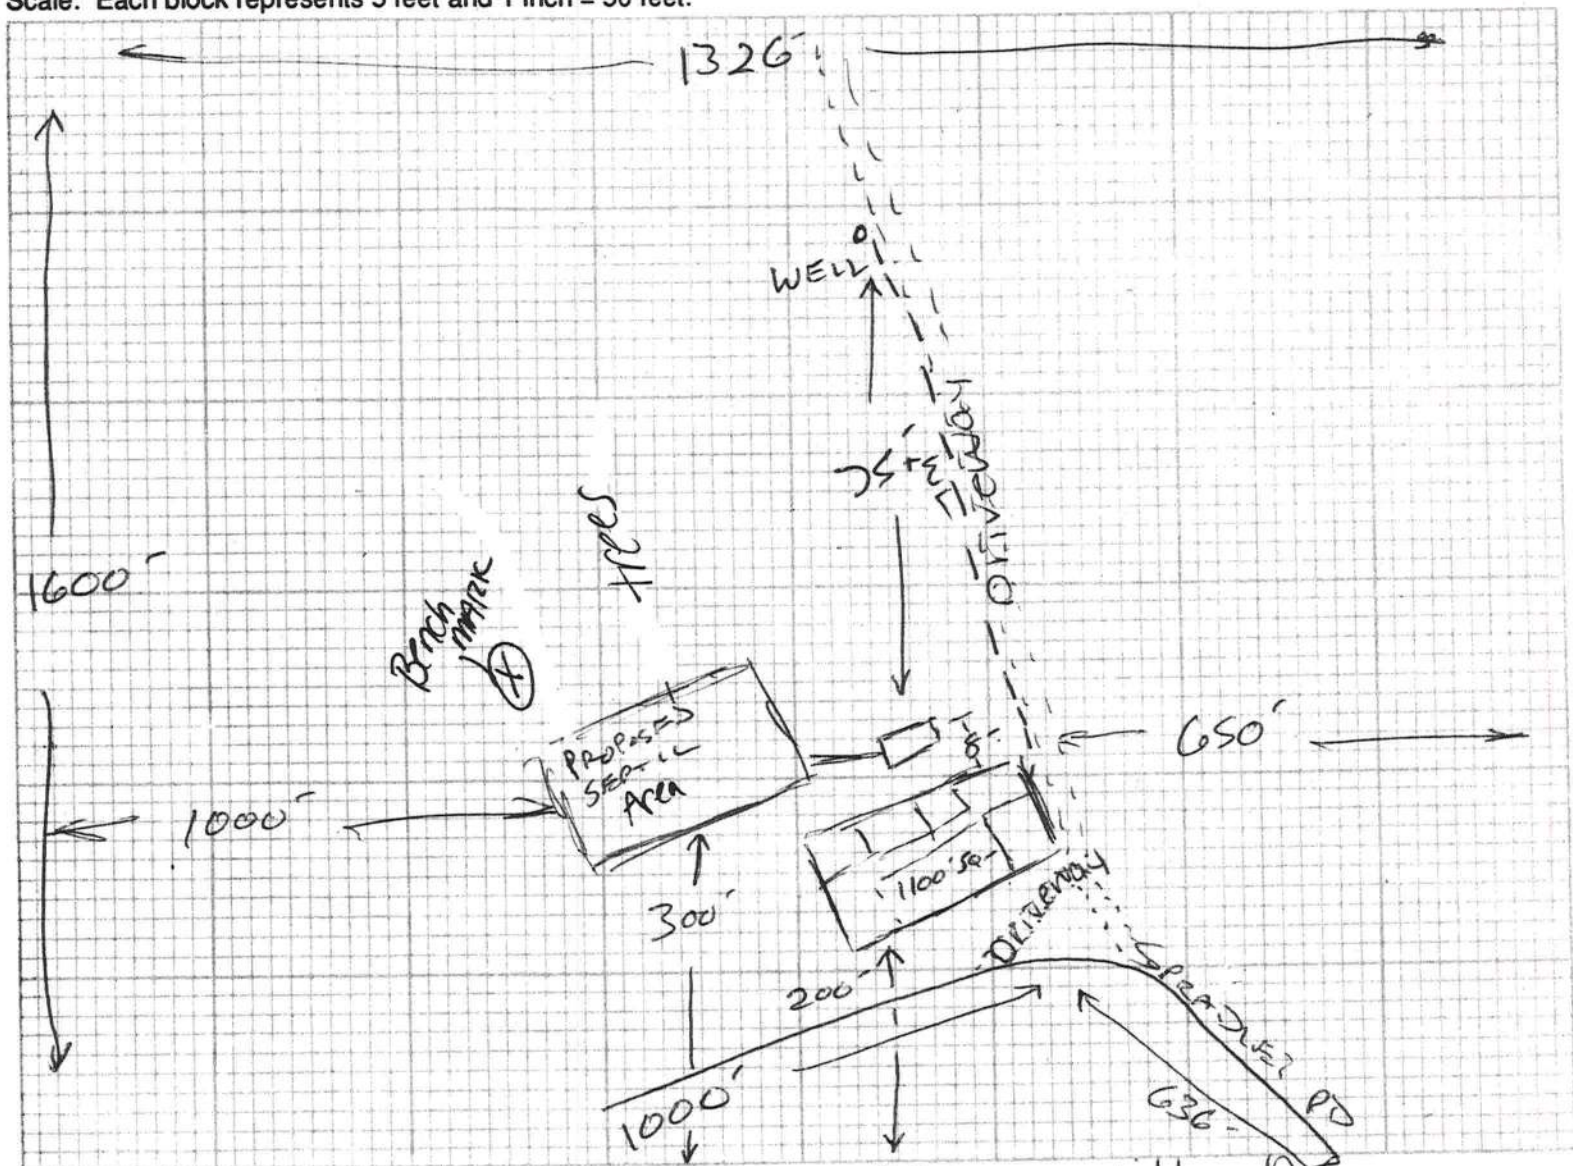 Scale: Each block represents 5 feet and 1 inch = 50 feet.
1326'
WELL
Driveway
trees
1600'
Bench
MARK
PROPOSED
SEPTIC
Area
8'
650'
1000'
1100 sq
300'
Driveway
200'
1000'
636'
RD